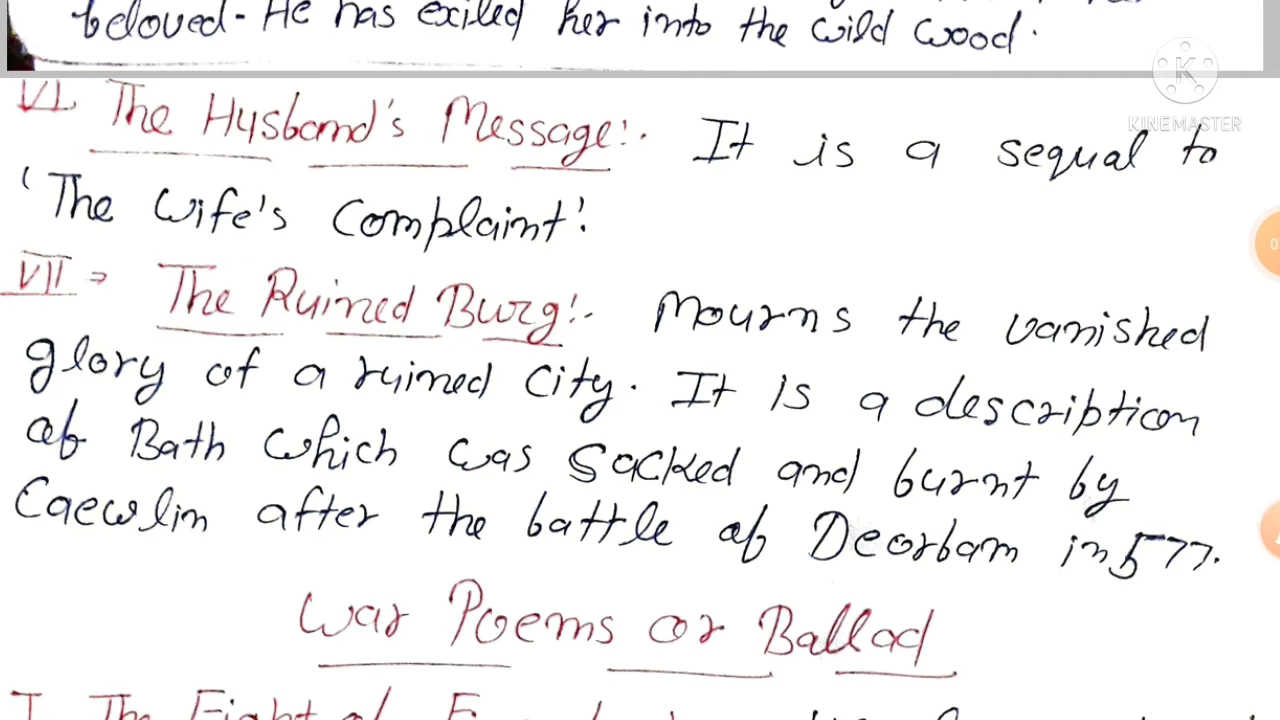 beloved - He has exiled her into the wild wood.
KINEMASTER
VI The Husband's Message:- It is a sequal to
'The Wife's Complaint'.
VII ⇒ The Ruined Burg:- Mourns the vanished
glory of a ruined city. It is a description
of Bath which was sacked and burnt by
Caewlin after the battle of Deorbam in 577.
War Poems or Ballad
I The Fight